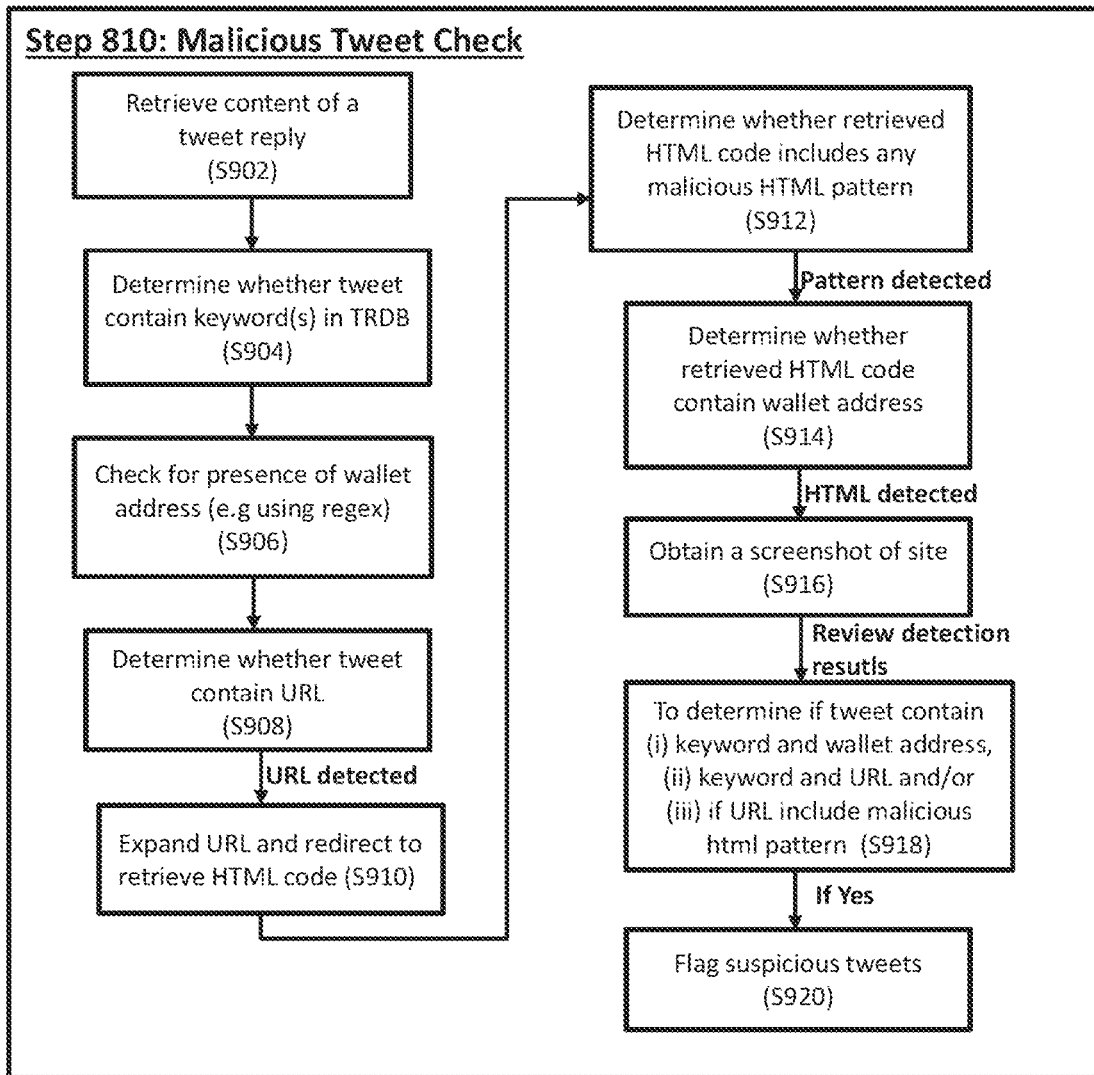 Step 810: Malicious Tweet Check
Retrieve content of a
tweet reply
(S902)
Determine whether tweet
contain keyword(s) in TRDB
(S904)
Check for presence of wallet
address (e.g using regex)
(S906)
Determine whether tweet
contain URL
(S908)
URL detected
Expand URL and redirect to
retrieve HTML code (S910)
Determine whether retrieved
HTML code includes any
malicious HTML pattern
(S912)
Pattern detected
Determine whether
retrieved HTML code
contain wallet address
(S914)
HTML detected
Obtain a screenshot of site
(S916)
Review detection
resutls
To determine if tweet contain
(i) keyword and wallet address,
(ii) keyword and URL and/or
(iii) if URL include malicious
html pattern (S918)
If Yes
Flag suspicious tweets
(S920)